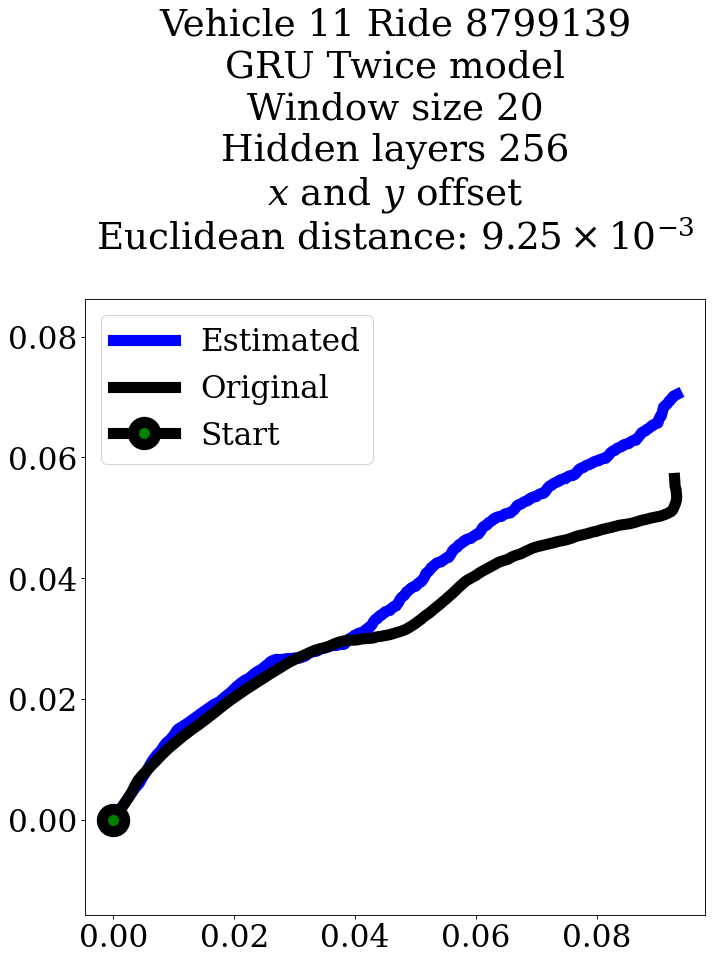 Vehicle 11 Ride 8799139
GRU Twice model
Window size 20
Hidden layers 256
x and y offset
Euclidean distance: 9.25 × 10⁻³
Estimated
Original
Start
0.08
0.06
0.04
0.02
0.00
0.00 0.02 0.04 0.06 0.08